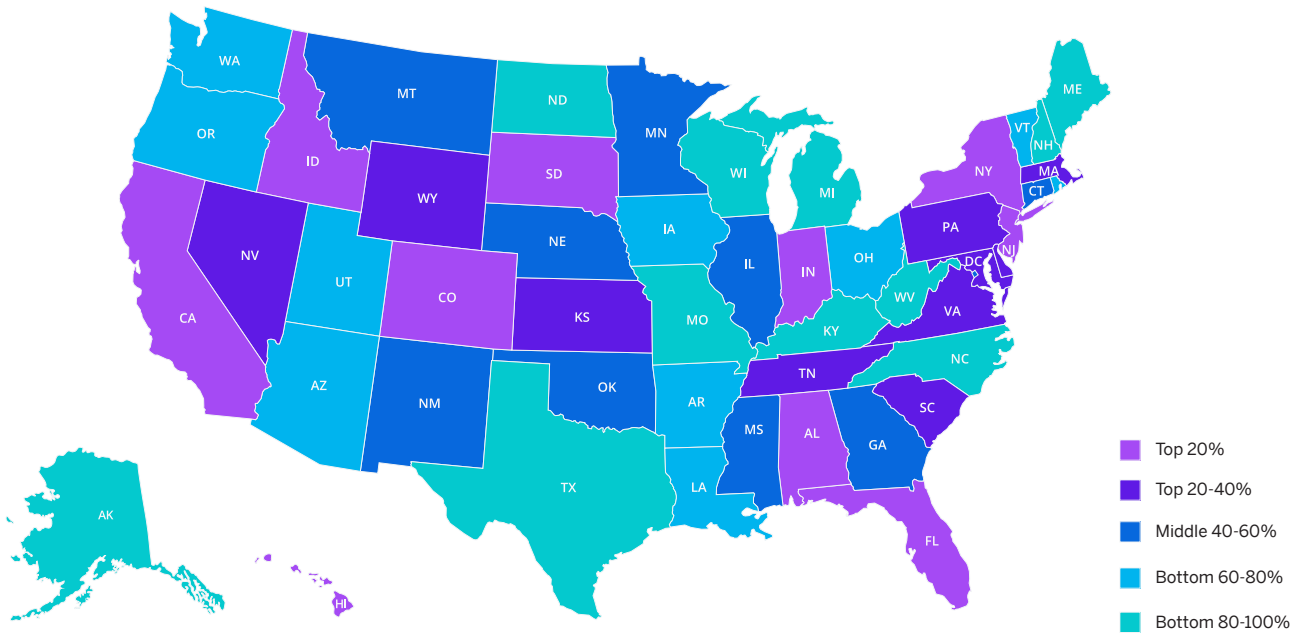 WA
OR
CA
NV
ID
MT
WY
UT
AZ
CO
NM
ND
SD
NE
KS
OK
TX
MN
IA
MO
AR
LA
WI
IL
MS
MI
IN
OH
KY
TN
AL
GA
FL
SC
NC
VA
WV
DC
PA
NY
NJ
CT
MA
VT
NH
ME
AK
HI
Top 20%
Top 20-40%
Middle 40-60%
Bottom 60-80%
Bottom 80-100%